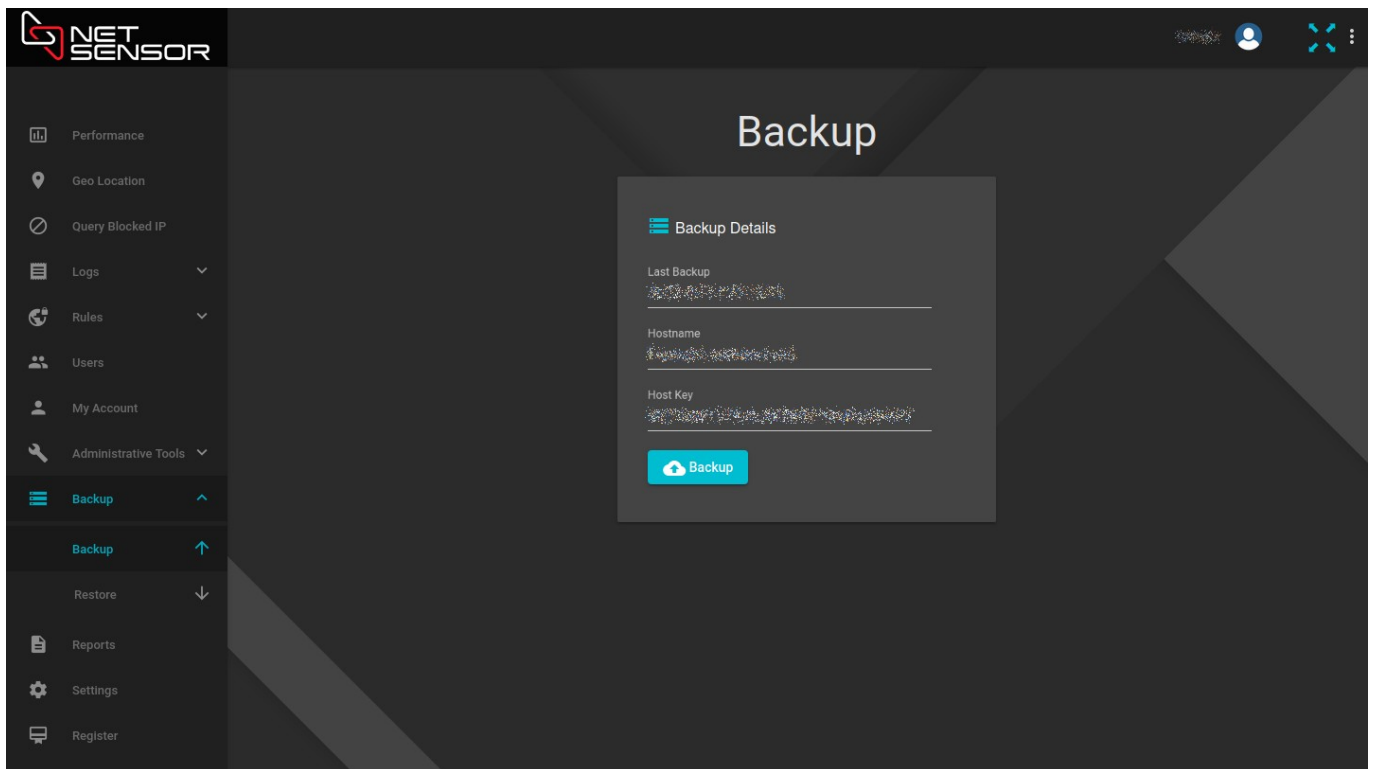 NET
SENSOR
Performance
Geo Location
Query Blocked IP
Logs
Rules
Users
My Account
Administrative Tools
Backup
Backup
Restore
Reports
Settings
Register
Backup
Backup Details
Last Backup
Hostname
Host Key
Backup